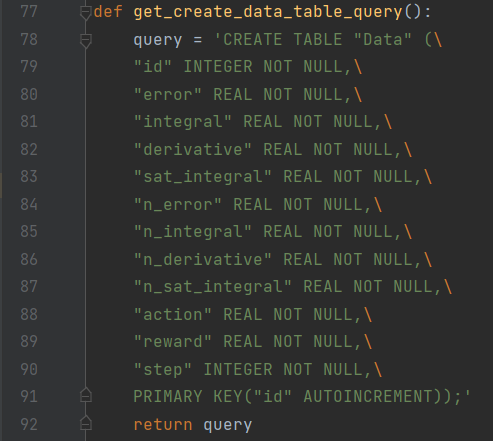 77 def get_create_data_table_query():
78     query = 'CREATE TABLE "Data" (\
79     "id" INTEGER NOT NULL,\
80     "error" REAL NOT NULL,\
81     "integral" REAL NOT NULL,\
82     "derivative" REAL NOT NULL,\
83     "sat_integral" REAL NOT NULL,\
84     "n_error" REAL NOT NULL,\
85     "n_integral" REAL NOT NULL,\
86     "n_derivative" REAL NOT NULL,\
87     "n_sat_integral" REAL NOT NULL,\
88     "action" REAL NOT NULL,\
89     "reward" REAL NOT NULL,\
90     "step" INTEGER NOT NULL,\
91     PRIMARY KEY("id" AUTOINCREMENT));'
92     return query